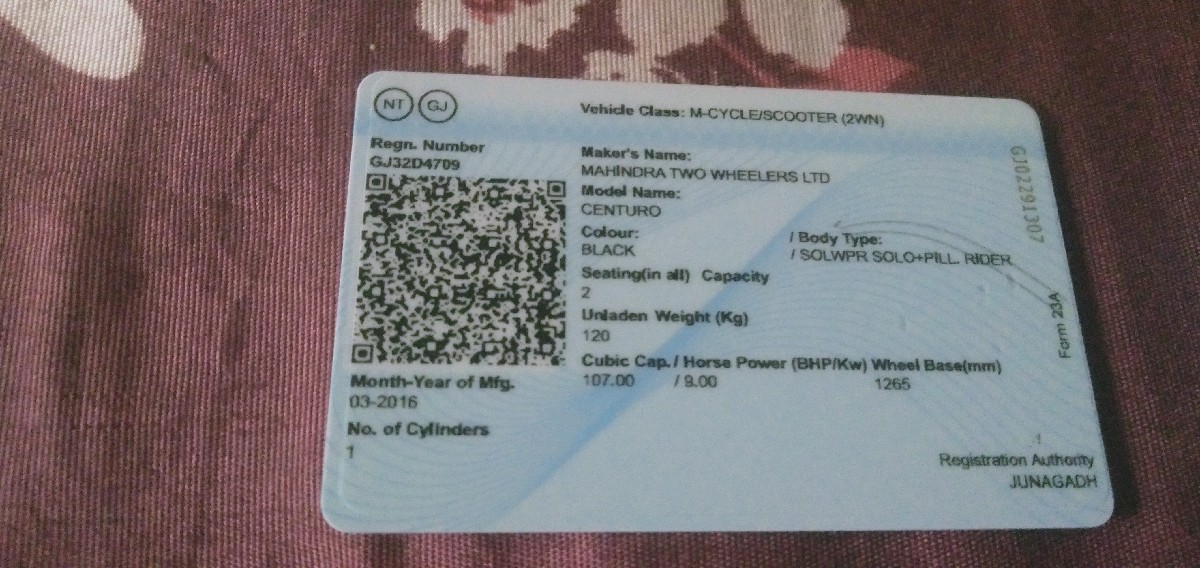 NT GJ
Vehicle Class: M-CYCLE/SCOOTER (2WN)
Regn. Number
GJ32D4709
Maker's Name:
MAHINDRA TWO WHEELERS LTD
Model Name:
CENTURO
Colour:
BLACK
/ Body Type:
/ SOLWPR SOLO+PILL. RIDER
Seating(in all) Capacity
2
Unladen Weight (Kg)
120
Cubic Cap. / Horse Power (BHP/Kw) Wheel Base(mm)
107.00 / 8.00 1265
Month-Year of Mfg.
03-2016
No. of Cylinders
1
GJ02291307
Form 23A
Registration Authority
JUNAGADH